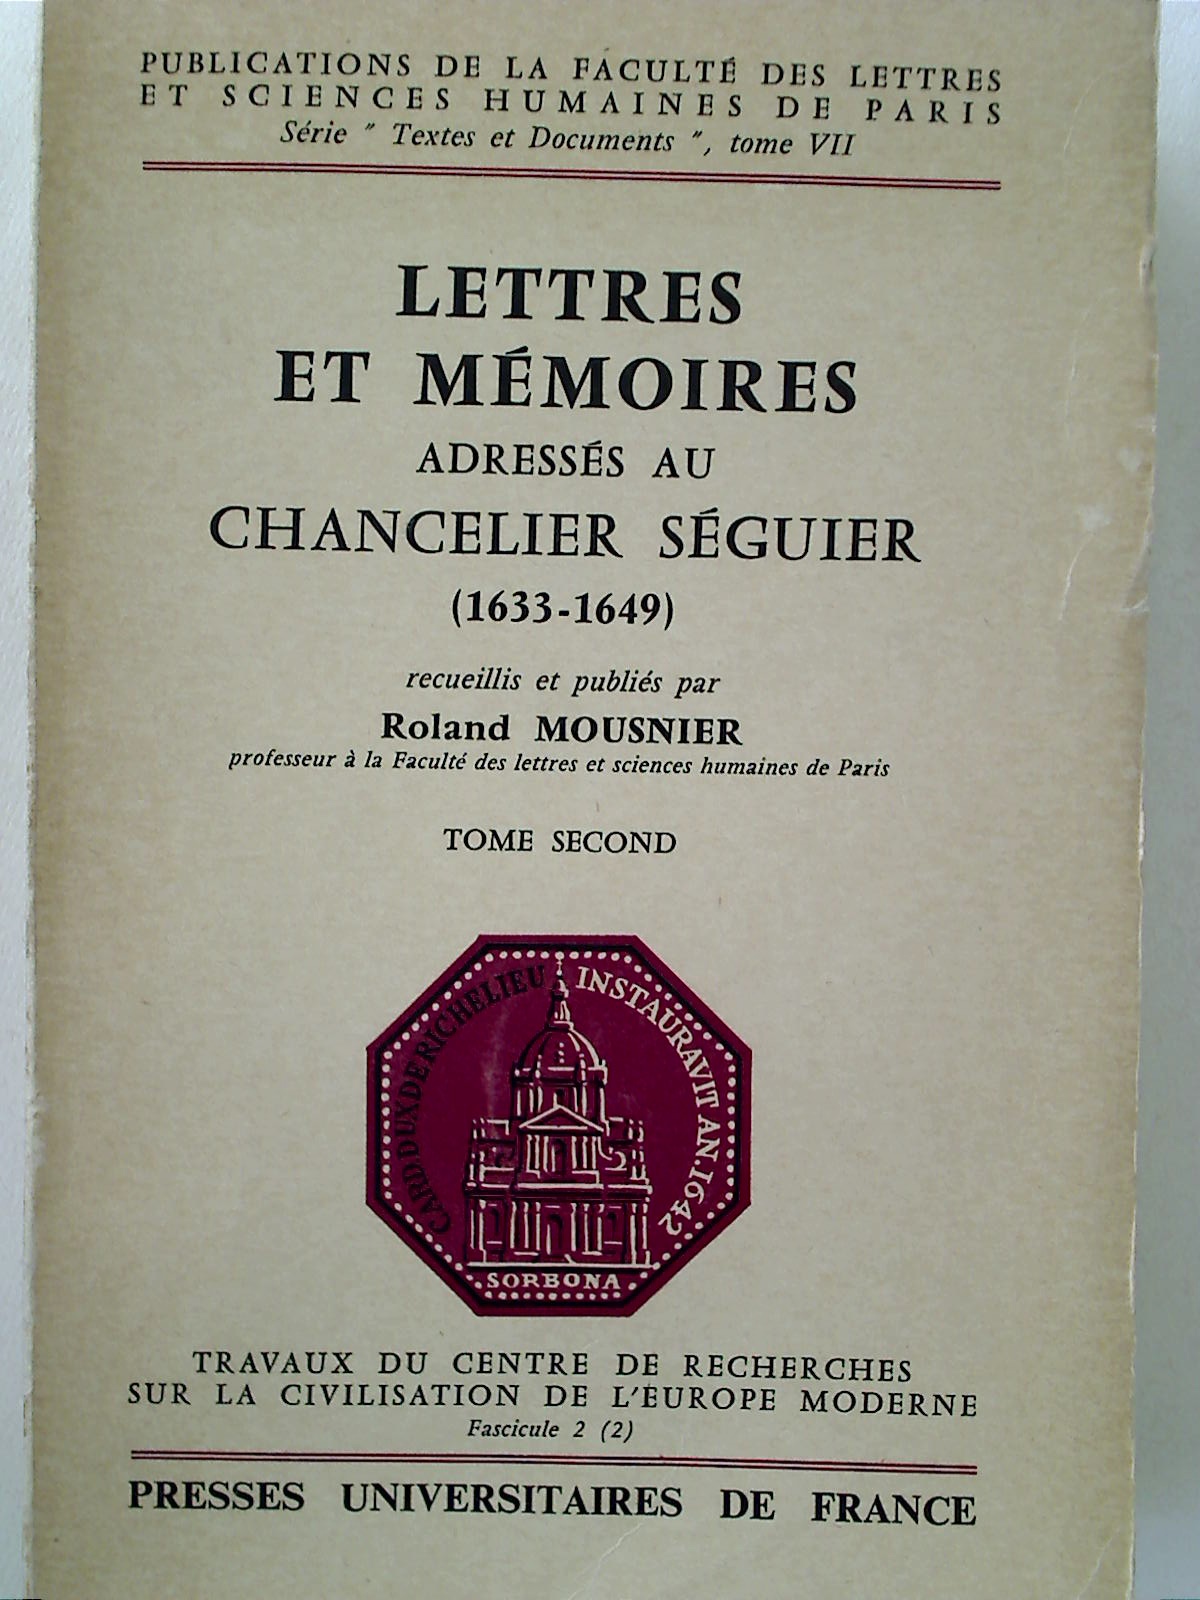 PUBLICATIONS DE LA FACULTÉ DES LETTRES
ET SCIENCES HUMAINES DE PARIS
Série " Textes et Documents ", tome VII
LETTRES
ET MÉMOIRES
ADRESSÉS AU
CHANCELIER SÉGUIER
(1633-1649)
recueillis et publiés par
Roland MOUSNIER
professeur à la Faculté des lettres et sciences humaines de Paris
TOME SECOND
CARD.DUX DE RICHELIEU INSTAURAVIT AN.1642
SORBONA
TRAVAUX DU CENTRE DE RECHERCHES
SUR LA CIVILISATION DE L'EUROPE MODERNE
Fascicule 2 (2)
PRESSES UNIVERSITAIRES DE FRANCE